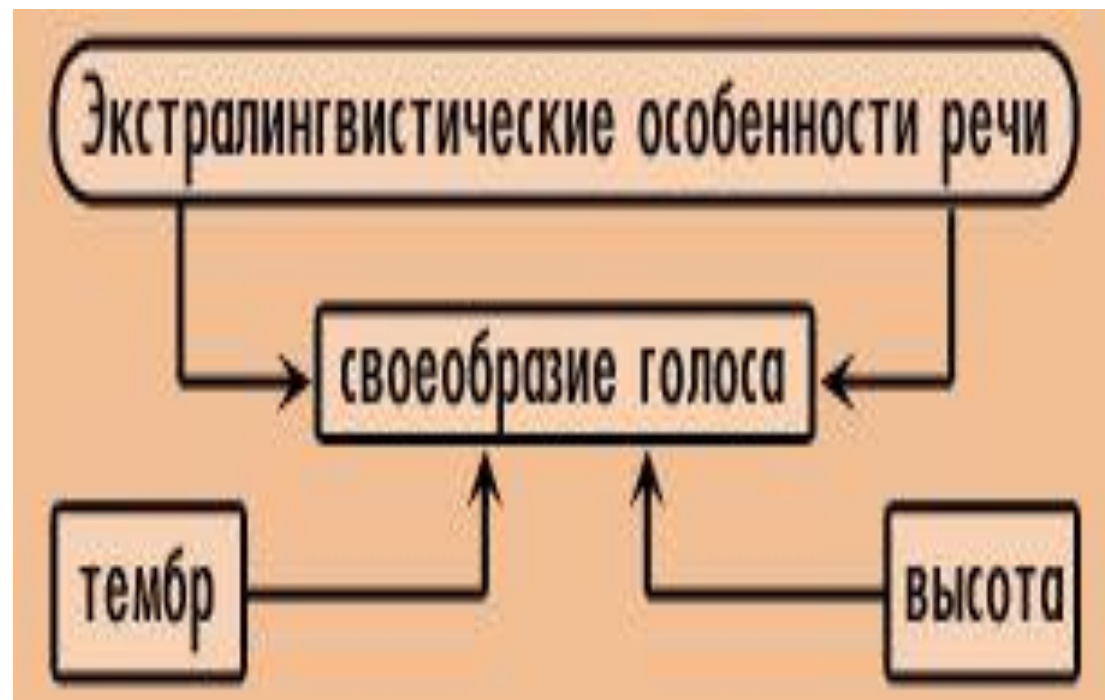 Экстралингвистические особенности речи
своеобразие голоса
тембр
высота